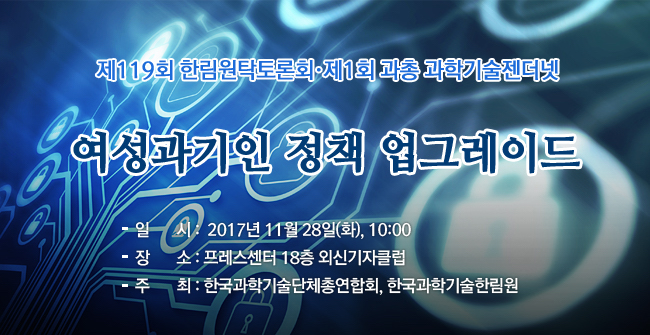 제119회 한림원탁토론회·제1회 과총 과학기술젠더넷
여성과기인 정책 업그레이드
- 일 시 : 2017년 11월 28일(화), 10:00
- 장 소 : 프레스센터 18층 외신기자클럽
- 주 최 : 한국과학기술단체총연합회, 한국과학기술한림원